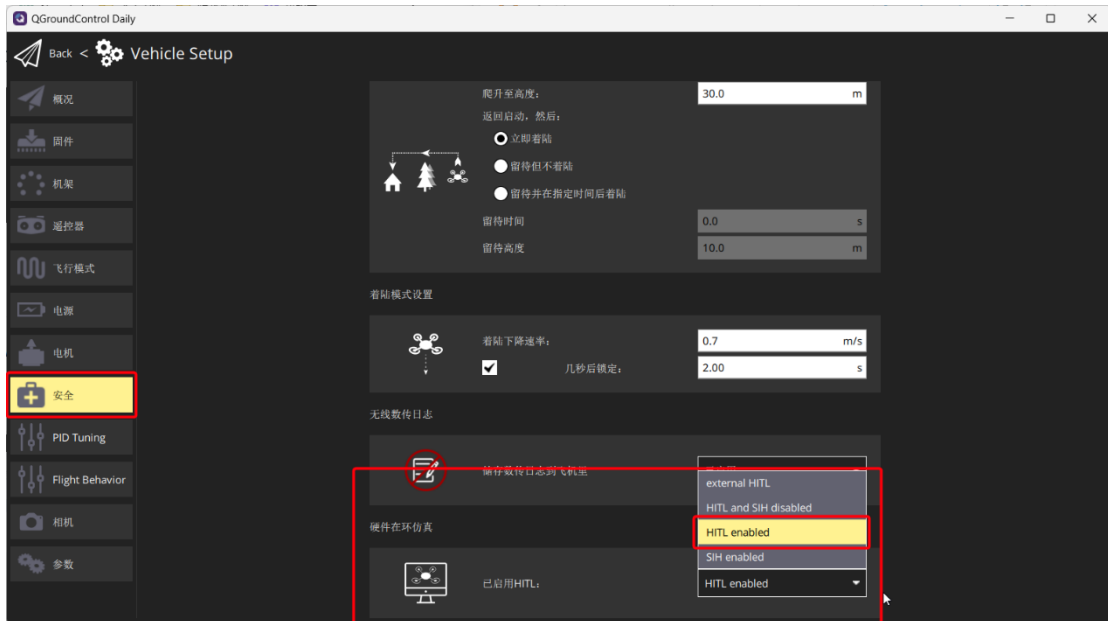 QGroundControl Daily
Back < Vehicle Setup
概况
固件
机架
遥控器
飞行模式
电源
电机
安全
PID Tuning
Flight Behavior
相机
参数
爬升至高度：
30.0 m
返回启动，然后：
立即着陆
留待但不着陆
留待并在指定时间后着陆
留待时间
0.0 s
留待高度
10.0 m
着陆模式设置
着陆下降速率：
0.7 m/s
几秒后锁定：
2.00 s
无线数传日志
储存数传日志到飞机里
硬件在环仿真
external HITL
HITL and SIH disabled
HITL enabled
SIH enabled
已启用HITL：
HITL enabled